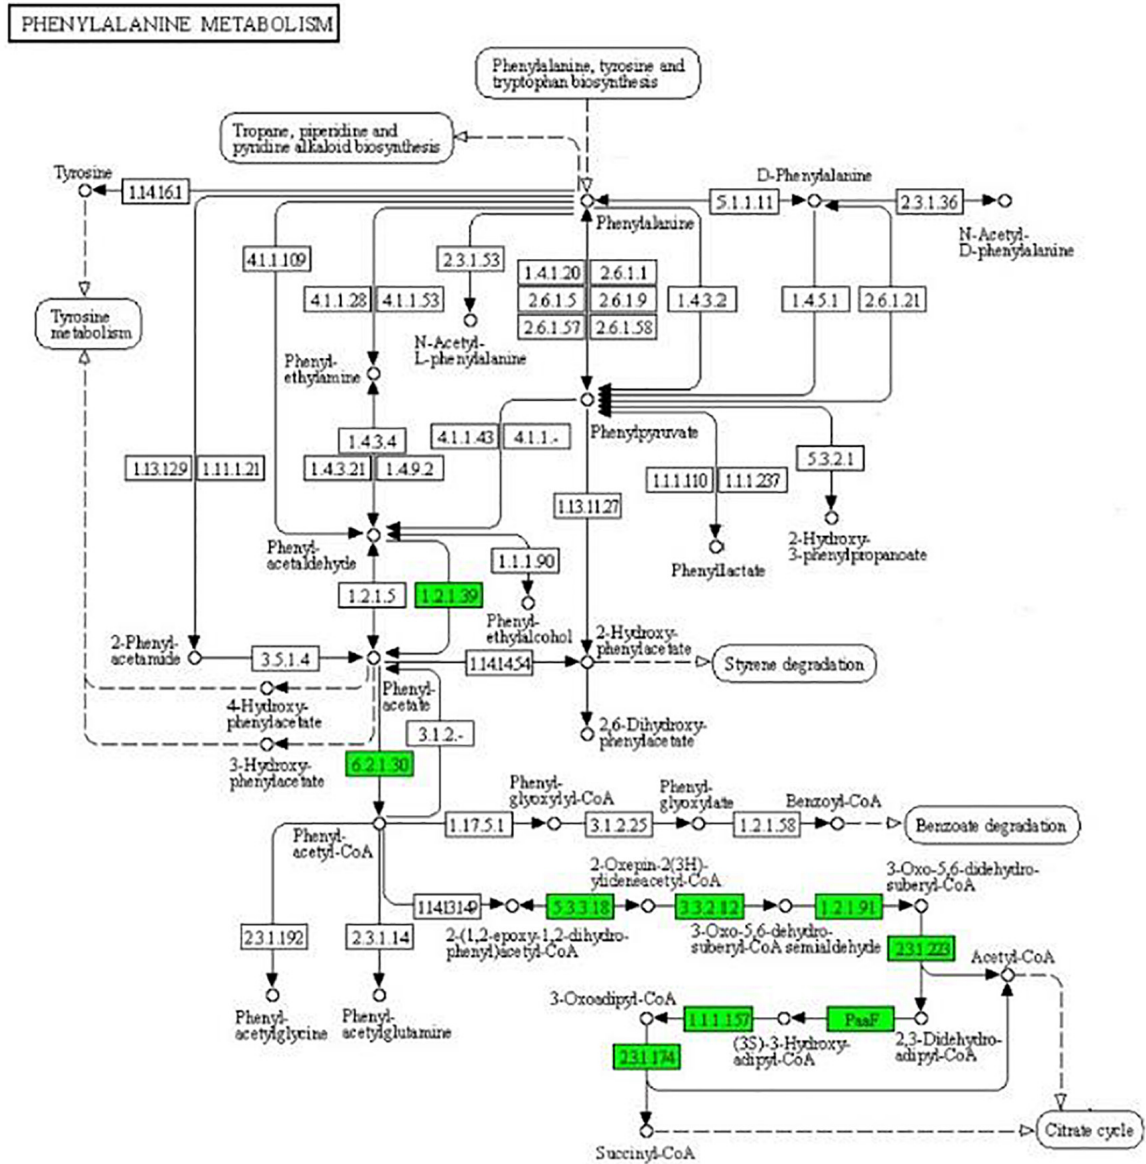 PHENYLALANINE METABOLISM
Phenylalanine, tyrosine and
tryptophan biosynthesis
Tropane, piperidine and
pyridine alkaloid biosynthesis
Tyrosine
1.14.16.1
D-Phenylalanine
5.1.1.11
2.3.1.36
Phenylalanine
N-Acetyl-
D-phenylalanine
4.1.1.109
2.3.1.53
1.4.1.20
2.6.1.1
4.1.1.28
4.1.1.53
2.6.1.5
2.6.1.9
1.4.3.2
1.4.5.1
2.6.1.21
2.6.1.57
2.6.1.58
Tyrosine
metabolism
N-Acetyl-
L-phenylalanine
Phenyl-
ethylamine
Phenylpyruvate
1.4.3.4
4.1.1.43
4.1.1.-
1.13.12.9
1.11.1.21
1.4.3.21
1.4.9.2
5.3.2.1
1.1.1.110
1.1.1.237
1.13.11.27
Phenyl-
acetaldehyde
2-Hydroxy-
3-phenylpropanoate
1.1.1.90
Phenyllactate
1.2.1.5
1.2.1.39
Phenyl-
ethylalcohol
2-Hydroxy-
phenylacetate
2-Phenyl-
acetamide
3.5.1.4
1.14.14.54
Styrene degradation
Phenyl-
acetate
4-Hydroxy-
phenylacetate
3.1.2.-
2,6-Dihydroxy-
phenylacetate
3-Hydroxy-
phenylacetate
6.2.1.30
Phenyl-
glyoxylyl-CoA
Phenyl-
glyoxylate
Benzoyl-CoA
Phenyl-
acetyl-CoA
1.17.5.1
3.1.2.25
1.2.1.58
Benzoate degradation
2-Oxepin-2(3H)-
ylideneacetyl-CoA
3-Oxo-5,6-didehydro-
suberyl-CoA
1.14.13.149
5.3.3.18
3.3.2.12
1.2.1.91
2.3.1.192
2.3.1.14
2-(1,2-epoxy-1,2-dihydro-
phenyl)acetyl-CoA
3-Oxo-5,6-dehydro-
suberyl-CoA semialdehyde
2.3.1.223
Acetyl-CoA
Phenyl-
acetylglycine
Phenyl-
acetylglutamine
3-Oxoadipyl-CoA
1.1.1.157
PaaF
(3S)-3-Hydroxy-
adipyl-CoA
2,3-Didehydro-
adipyl-CoA
2.3.1.174
Succinyl-CoA
Citrate cycle